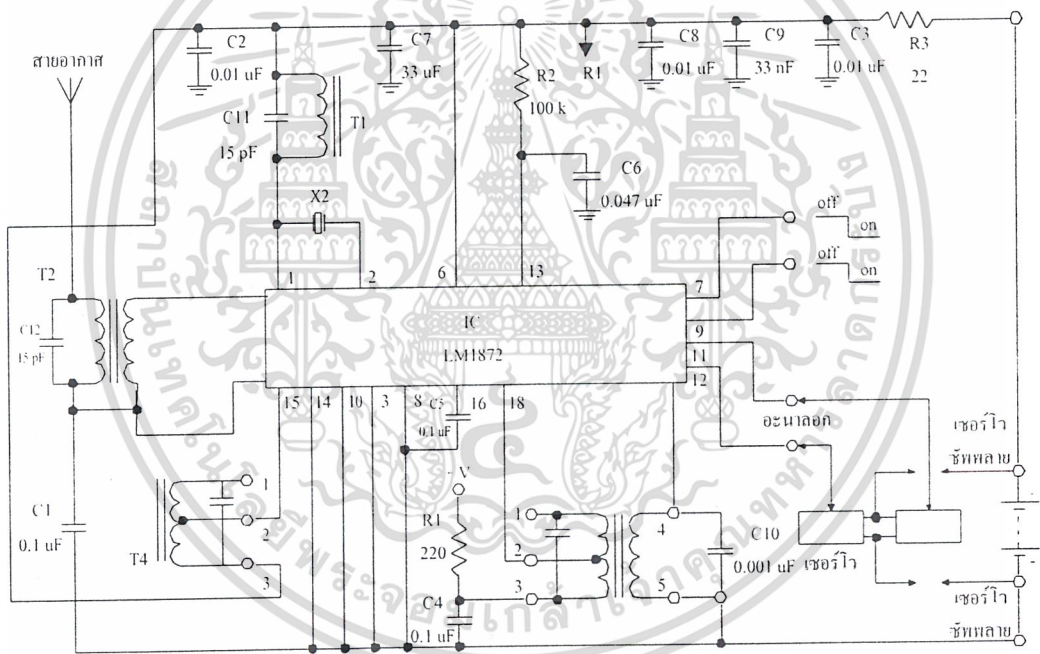 สายอากาศ
C2
0.01 uF
C7
33 uF
C11
15 pF
T1
R2
100 k
R1
C8
0.01 uF
C9
33 nF
C3
0.01 uF
R3
22
C6
0.047 uF
X2
off
on
off
on
1
2
6
13
7
T2
C12
15 pF
IC
LM1872
9
11
12
15
14
10
3
8
C5
0.1 uF
16
18
อะนาลอก
เซอร์โว
ซัพพลาย
- V
C1
0.1 uF
T4
1
2
3
R1
220
C4
0.1 uF
1
2
3
4
5
C10
0.001 uF
เซอร์โว
เซอร์โว
ซัพพลาย